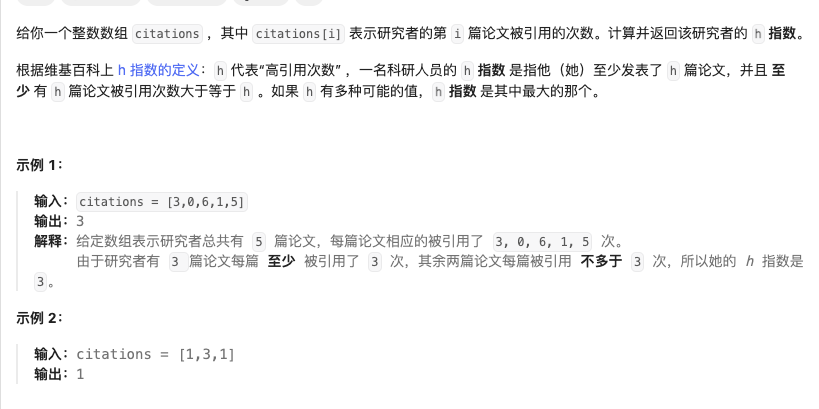 给你一个整数数组 citations ，其中 citations[i] 表示研究者的第 i 篇论文被引用的次数。计算并返回该研究者的 h 指数。
根据维基百科上 h 指数的定义：h 代表“高引用次数” ，一名科研人员的 h 指数 是指他（她）至少发表了 h 篇论文，并且 至
少 有 h 篇论文被引用次数大于等于 h 。如果 h 有多种可能的值，h 指数 是其中最大的那个。
示例 1：
输入：citations = [3,0,6,1,5]
输出：3
解释：给定数组表示研究者总共有 5 篇论文，每篇论文相应的被引用了 3, 0, 6, 1, 5 次。
由于研究者有 3 篇论文每篇 至少 被引用了 3 次，其余两篇论文每篇被引用 不多于 3 次，所以她的 h 指数是
3。
示例 2：
输入：citations = [1,3,1]
输出：1